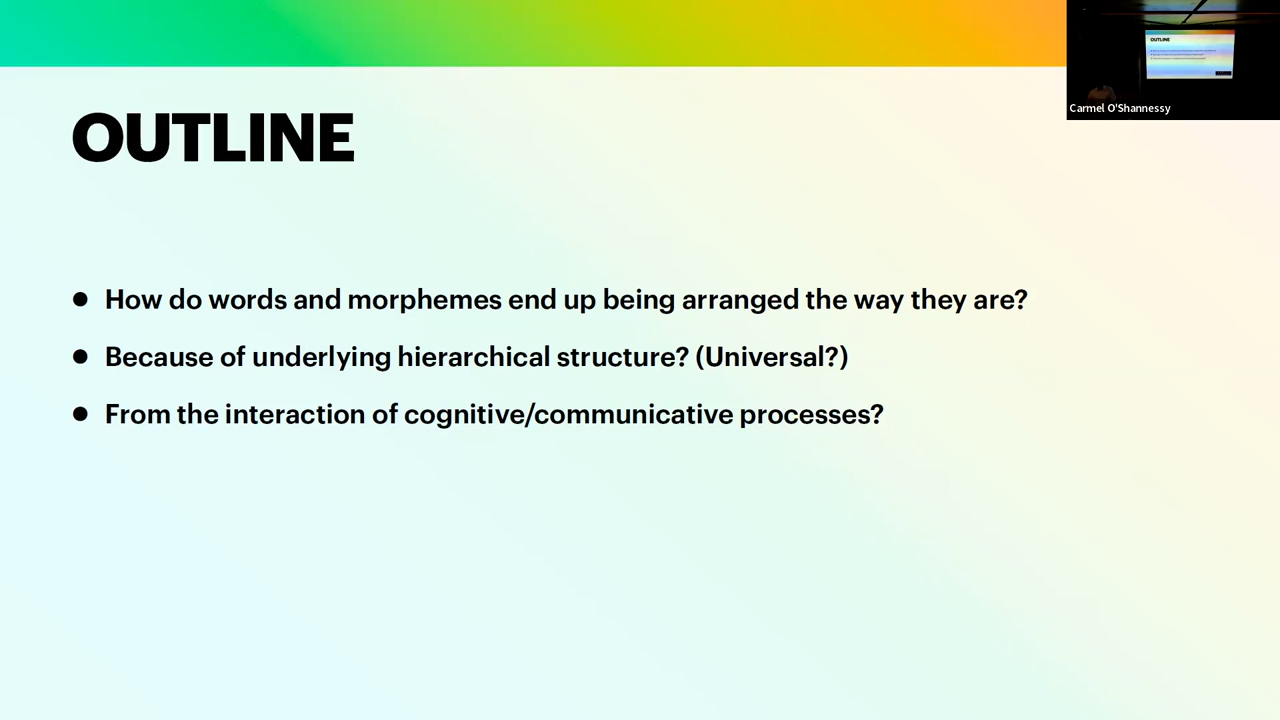 OUTLINE
Carmel O'Shannessy
● How do words and morphemes end up being arranged the way they are?
● Because of underlying hierarchical structure? (Universal?)
● From the interaction of cognitive/communicative processes?